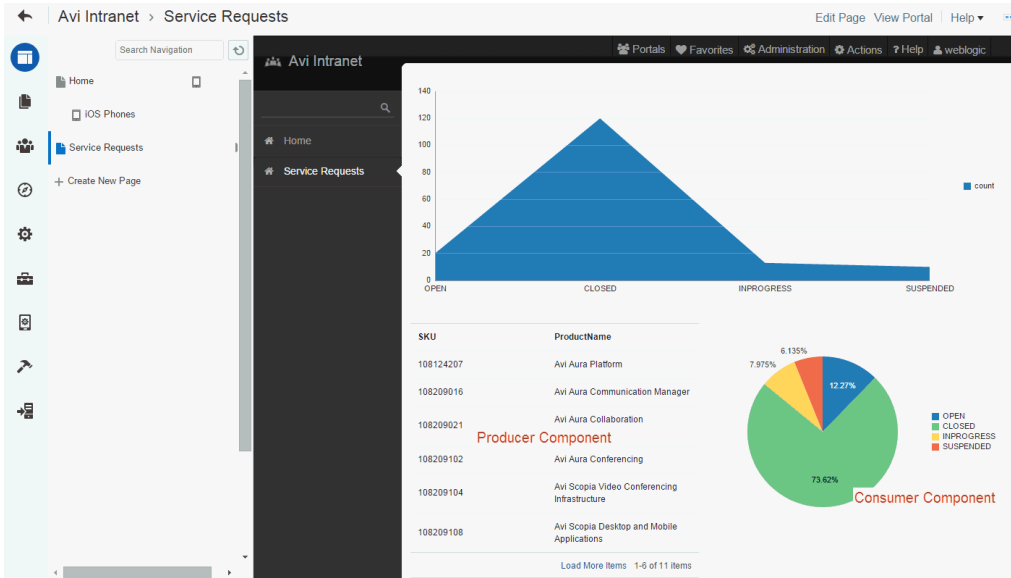 Avi Intranet > Service Requests
Edit Page View Portal Help
Search Navigation
Home
iOS Phones
Service Requests
+ Create New Page
Avi Intranet
Portals Favorites Administration Actions ? Help weblogic
Home
Service Requests
140
120
100
80
60
40
20
0
OPEN CLOSED INPROGRESS SUSPENDED
count
SKU ProductName
108124207 Avi Aura Platform
108209016 Avi Aura Communication Manager
108209021 Avi Aura Collaboration
Producer Component
108209102 Avi Aura Conferencing
108209104 Avi Scopia Video Conferencing
Infrastructure
108209108 Avi Scopia Desktop and Mobile
Applications
Load More Items 1-6 of 11 items
6.135%
7.975%
12.27%
73.62%
OPEN
CLOSED
INPROGRESS
SUSPENDED
Consumer Component